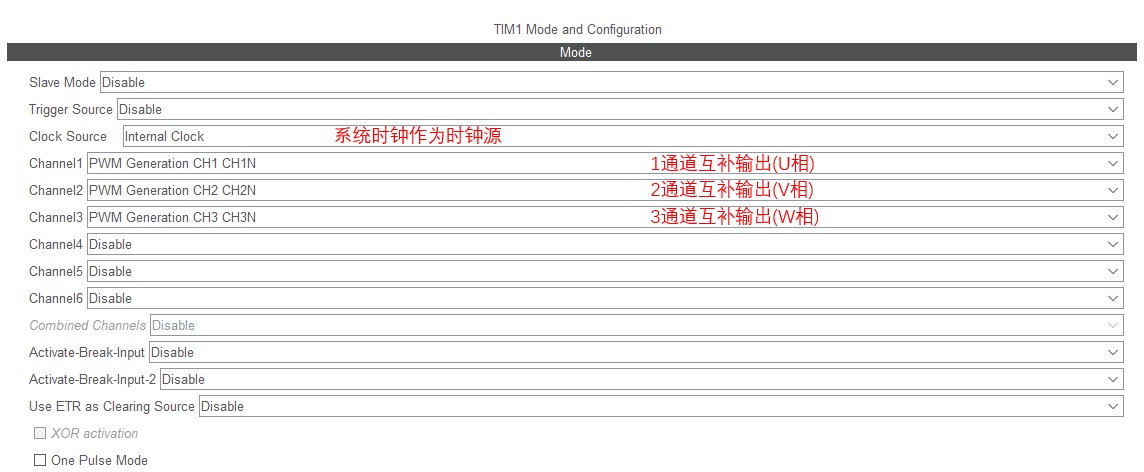 TIM1 Mode and Configuration
Mode
Slave Mode Disable
Trigger Source Disable
Clock Source Internal Clock 系统时钟作为时钟源
Channel1 PWM Generation CH1 CH1N 1通道互补输出(U相)
Channel2 PWM Generation CH2 CH2N 2通道互补输出(V相)
Channel3 PWM Generation CH3 CH3N 3通道互补输出(W相)
Channel4 Disable
Channel5 Disable
Channel6 Disable
Combined Channels Disable
Activate-Break-Input Disable
Activate-Break-Input-2 Disable
Use ETR as Clearing Source Disable
XOR activation
One Pulse Mode